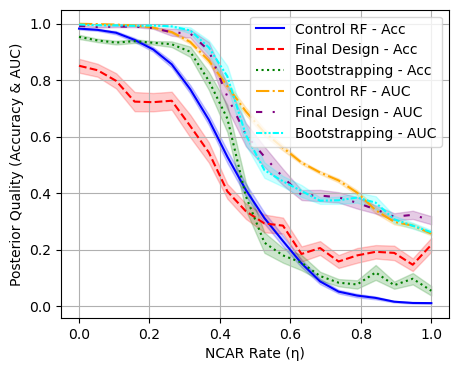 1.0
0.8
0.6
0.4
0.2
0.0
Posterior Quality (Accuracy & AUC)
Control RF - Acc
Final Design - Acc
Bootstrapping - Acc
Control RF - AUC
Final Design - AUC
Bootstrapping - AUC
0.0 0.2 0.4 0.6 0.8 1.0
NCAR Rate (η)